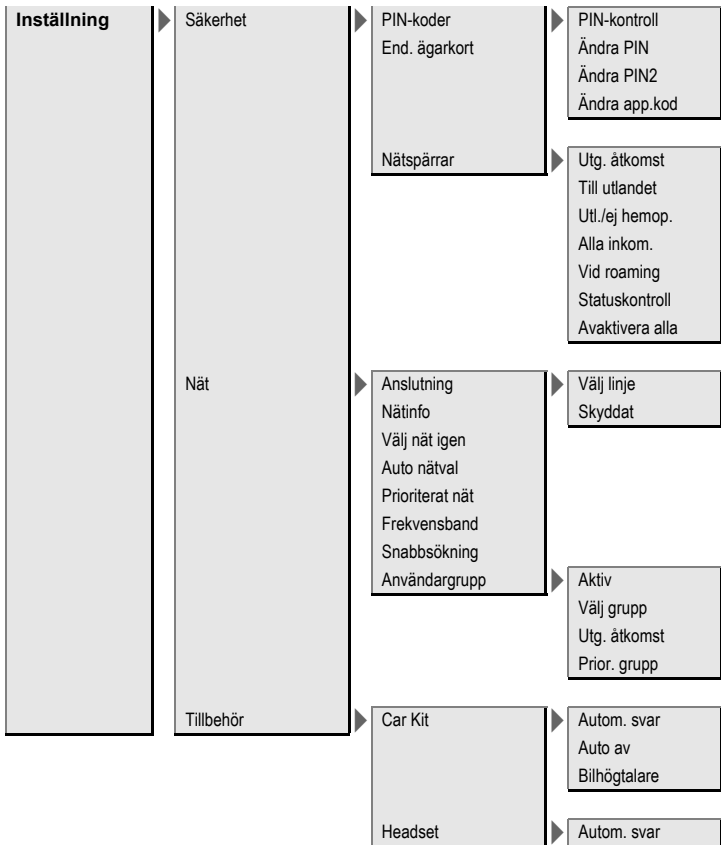 Inställning
Säkerhet
PIN-koder
PIN-kontroll
Ändra PIN
Ändra PIN2
Ändra app.kod
End. ägarkort
Nätspärrar
Utg. åtkomst
Till utlandet
Utl./ej hemop.
Alla inkom.
Vid roaming
Statuskontroll
Avaktivera alla
Nät
Anslutning
Välj linje
Skyddat
Nätinfo
Välj nät igen
Auto nätval
Prioriterat nät
Frekvensband
Snabbsökning
Användargrupp
Aktiv
Välj grupp
Utg. åtkomst
Prior. grupp
Tillbehör
Car Kit
Autom. svar
Auto av
Bilhögtalare
Headset
Autom. svar